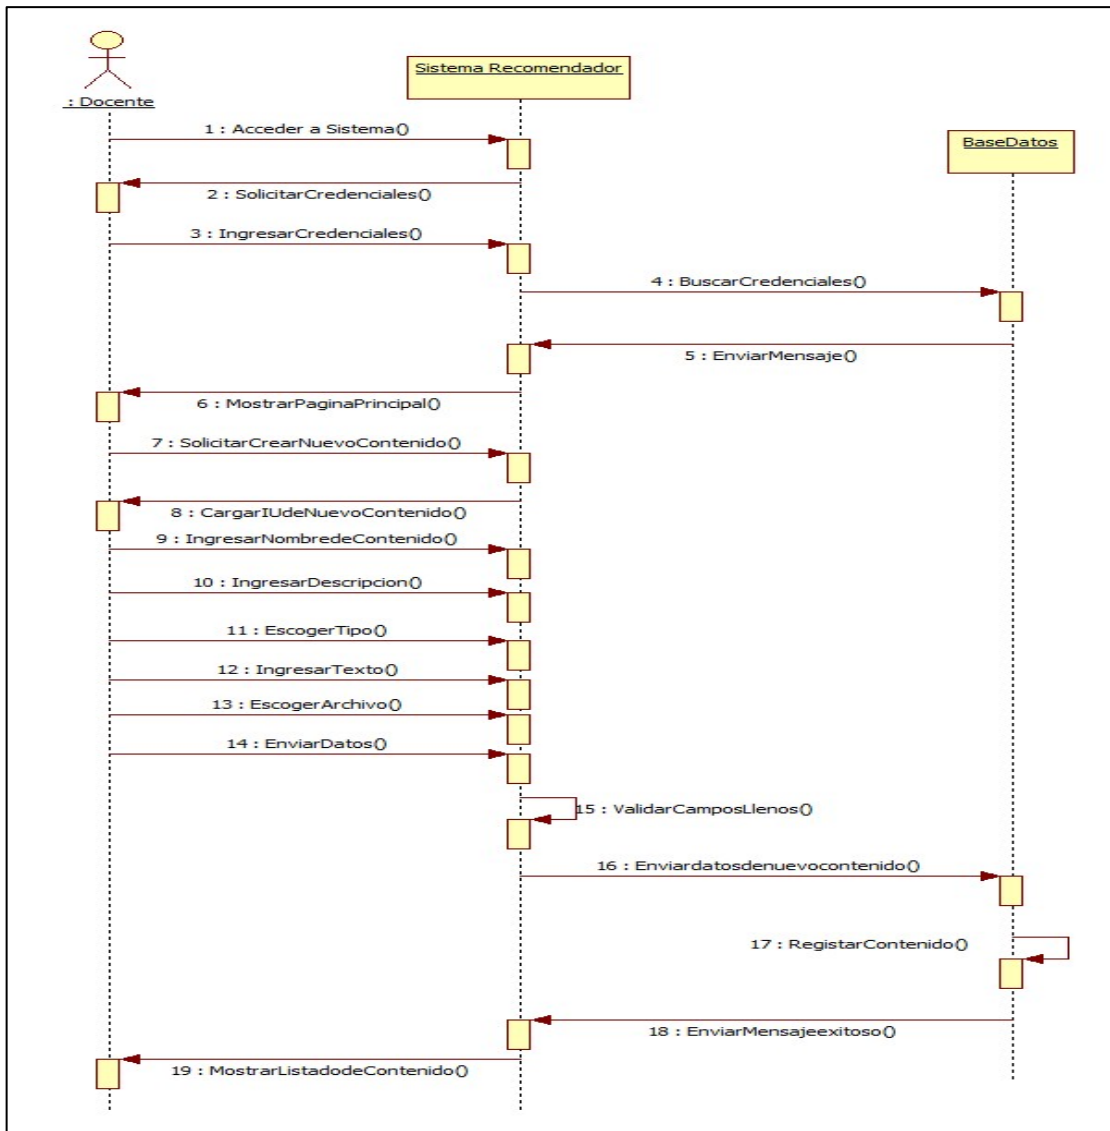 Sistema Recomendador
: Docente
1 : Acceder a Sistema()
BaseDatos
2 : SolicitarCredenciales()
3 : IngresarCredenciales()
4 : BuscarCredenciales()
5 : EnviarMensaje()
6 : MostrarPaginaPrincipal()
7 : SolicitarCrearNuevoContenido()
8 : CargarIUdeNuevoContenido()
9 : IngresarNombredeContenido()
10 : IngresarDescripcion()
11 : EscogerTipo()
12 : IngresarTexto()
13 : EscogerArchivo()
14 : EnviarDatos()
15 : ValidarCamposLlenos()
16 : Enviardatosdenuevocontenido()
17 : RegistarContenido()
18 : EnviarMensajeexitoso()
19 : MostrarListadodeContenido()